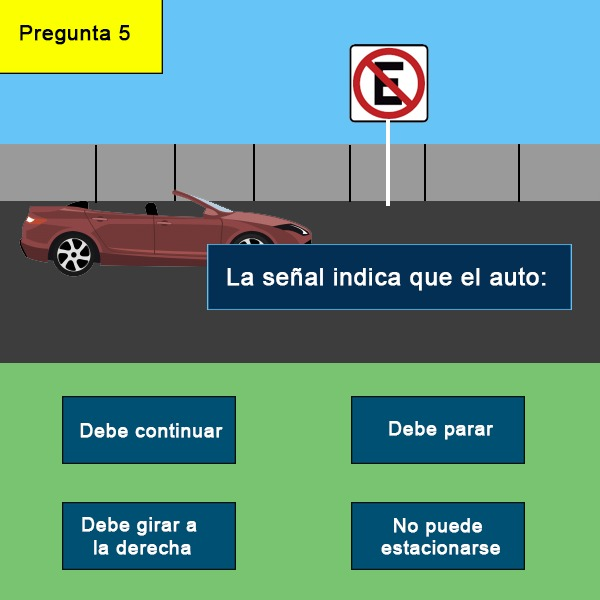 Pregunta 5
E
La señal indica que el auto:
Debe continuar
Debe parar
Debe girar a
la derecha
No puede
estacionarse